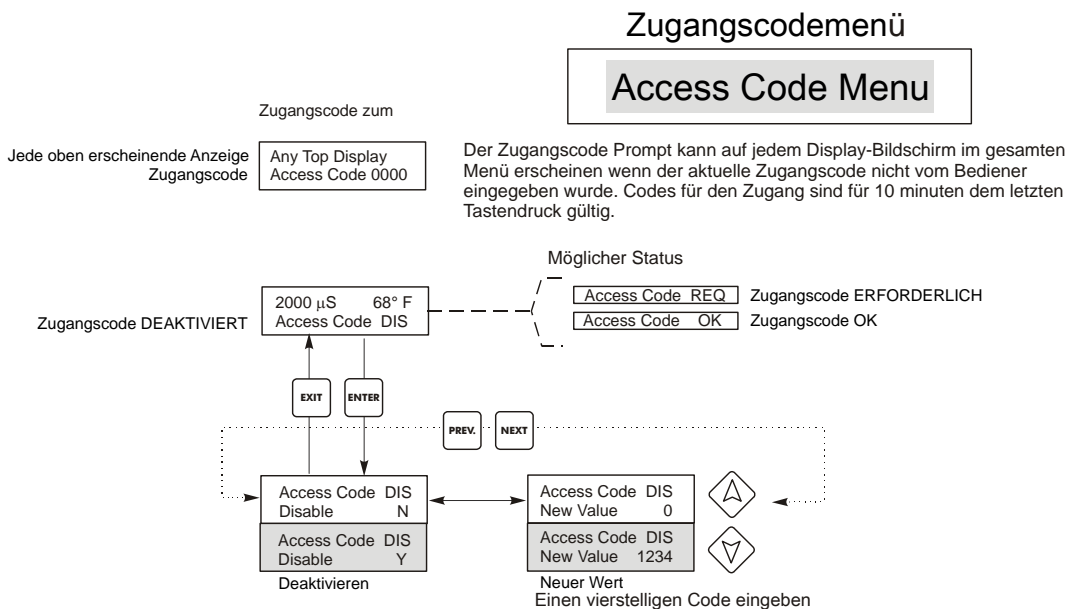 Zugangscodemenü
Access Code Menu
Zugangscode zum
Jede oben erscheinende Anzeige
Zugangscode
Any Top Display
Access Code 0000
Der Zugangscode Prompt kann auf jedem Display-Bildschirm im gesamten
Menü erscheinen wenn der aktuelle Zugangscode nicht vom Bediener
eingegeben wurde. Codes für den Zugang sind für 10 minuten dem letzten
Tastendruck gültig.
Möglicher Status
Zugangscode DEAKTIVIERT
2000 µS 68° F
Access Code DIS
Access Code REQ Zugangscode ERFORDERLICH
Access Code OK Zugangscode OK
EXIT
ENTER
PREV.
NEXT
Access Code DIS
Disable N
Access Code DIS
Disable Y
Deaktivieren
Access Code DIS
New Value 0
Access Code DIS
New Value 1234
Neuer Wert
Einen vierstelligen Code eingeben